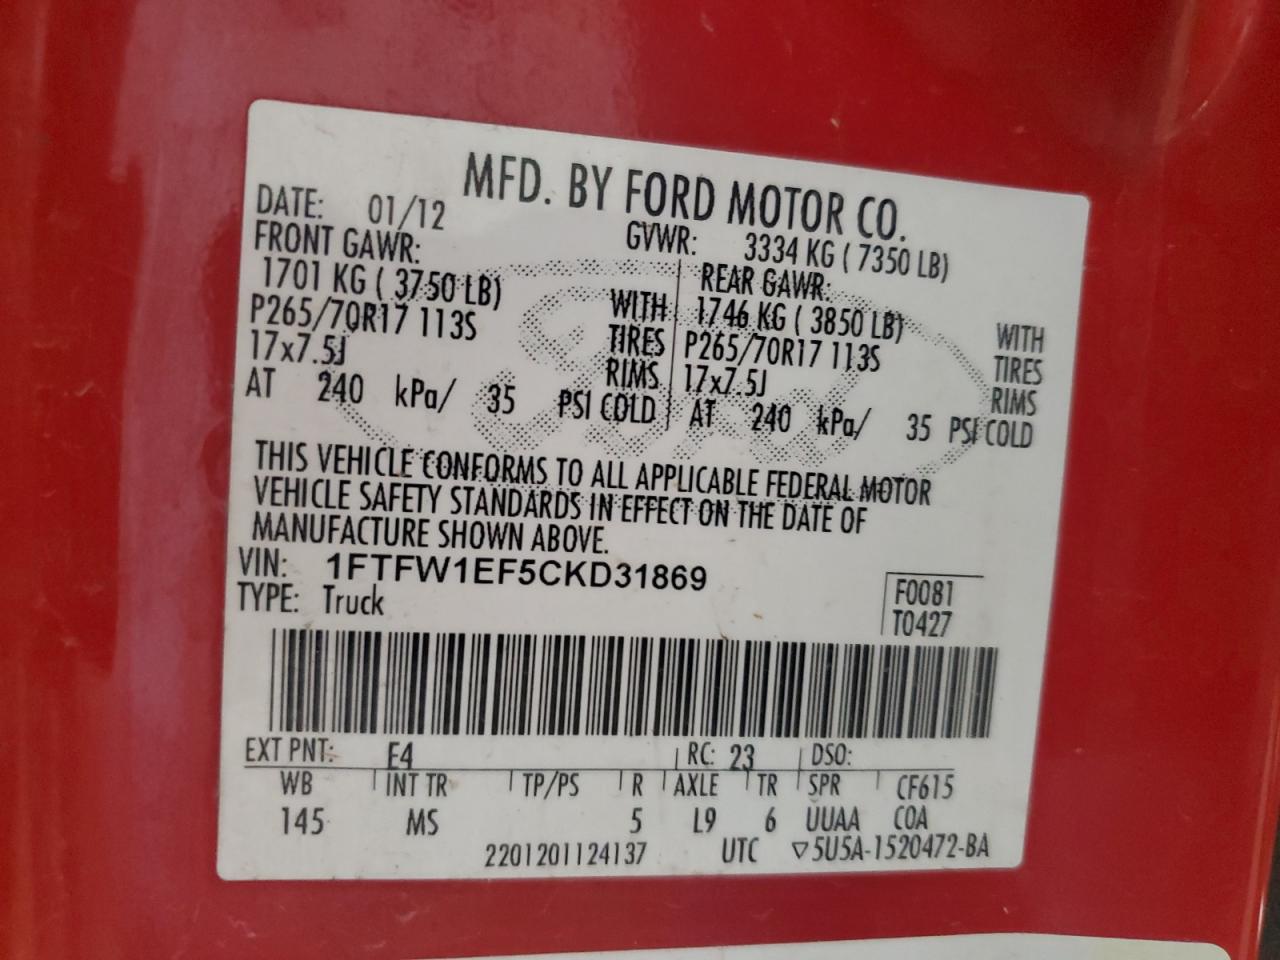 MFD. BY FORD MOTOR CO.
DATE: 01/12 GVWR: 3334 KG ( 7350 LB)
FRONT GAWR: REAR GAWR:
1701 KG ( 3750 LB) WITH 1746 KG ( 3850 LB) WITH
P265/70R17 113S TIRES P265/70R17 113S TIRES
17x7.5J RIMS 17x7.5J RIMS
AT 240 kPa/ 35 PSI COLD AT 240 kPa/ 35 PSI COLD
THIS VEHICLE CONFORMS TO ALL APPLICABLE FEDERAL MOTOR
VEHICLE SAFETY STANDARDS IN EFFECT ON THE DATE OF
MANUFACTURE SHOWN ABOVE.
VIN: 1FTFW1EF5CKD31869
TYPE: Truck
F0081
T0427
EXT PNT: E4 RC: 23 DSO:
WB INT TR TP/PS R AXLE TR SPR CF615
145 MS 5 L9 6 UUAA COA
2201201124137 UTC ▽5U5A-1520472-BA